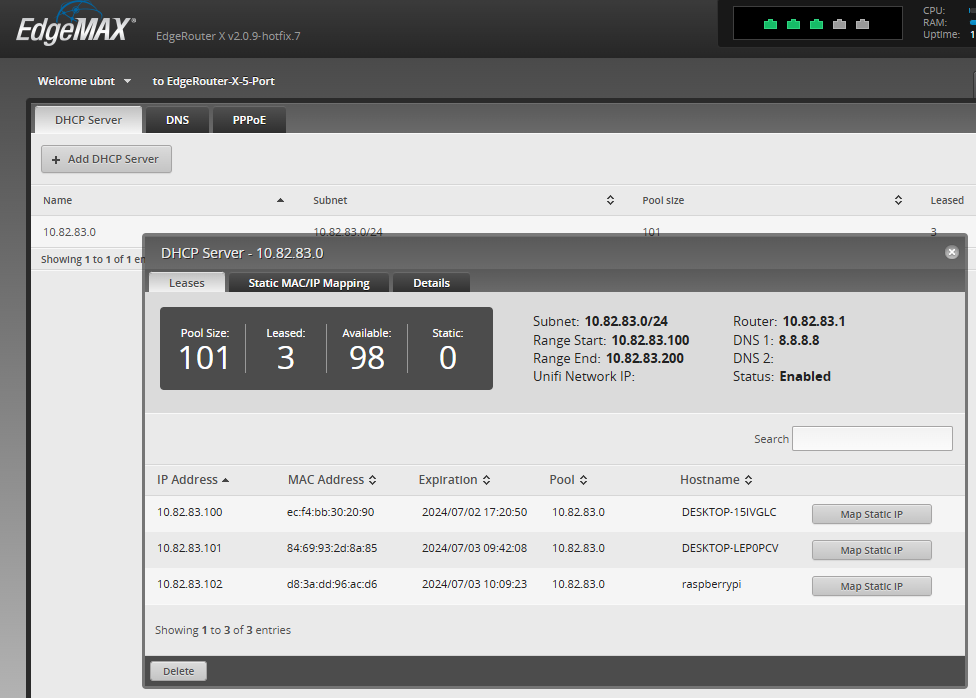 EdgeMAX®
EdgeRouter X v2.0.9-hotfix.7
CPU:
RAM:
Uptime:
Welcome ubnt
to EdgeRouter-X-5-Port
DHCP Server DNS PPPoE
+ Add DHCP Server
Name Subnet Pool size Leased
10.82.83.0 10.82.83.0/24 101 3
Showing 1 to 1 of 1 en
DHCP Server - 10.82.83.0
Leases Static MAC/IP Mapping Details
Pool Size: Leased: Available: Static:
101 3 98 0
Subnet: 10.82.83.0/24
Range Start: 10.82.83.100
Range End: 10.82.83.200
Unifi Network IP:
Router: 10.82.83.1
DNS 1: 8.8.8.8
DNS 2:
Status: Enabled
Search
IP Address MAC Address Expiration Pool Hostname
10.82.83.100 ec:f4:bb:30:20:90 2024/07/02 17:20:50 10.82.83.0 DESKTOP-15IVGLC Map Static IP
10.82.83.101 84:69:93:2d:8a:85 2024/07/03 09:42:08 10.82.83.0 DESKTOP-LEP0PCV Map Static IP
10.82.83.102 d8:3a:dd:96:ac:d6 2024/07/03 10:09:23 10.82.83.0 raspberrypi Map Static IP
Showing 1 to 3 of 3 entries
Delete